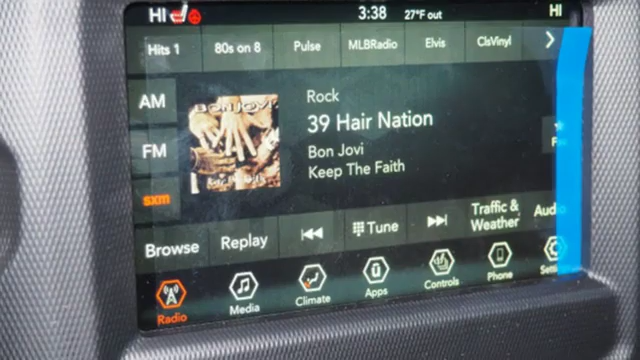 HI 3:38 27°F out HI
Hits 1 80s on 8 Pulse MLBRadio Elvis ClsVinyl
AM
FM
sxm
BON JOVI
Rock
39 Hair Nation
Bon Jovi
Keep The Faith
Browse Replay Tune Traffic & Weather Audio
Radio Media Climate Apps Controls Phone